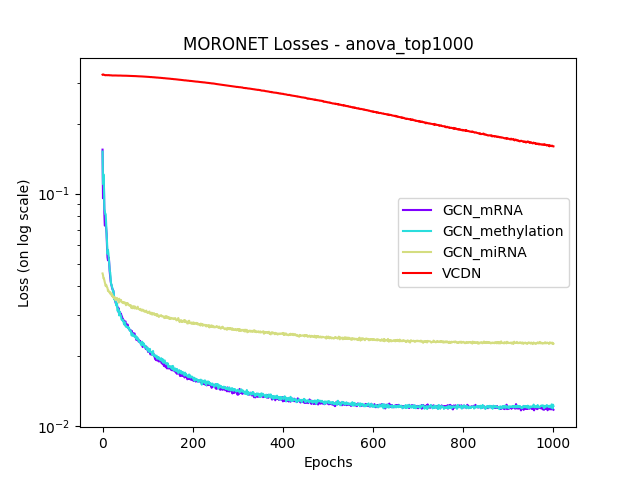 MORONET Losses - anova_top1000
Loss (on log scale)
10⁻¹
10⁻²
GCN_mRNA
GCN_methylation
GCN_miRNA
VCDN
0 200 400 600 800 1000
Epochs